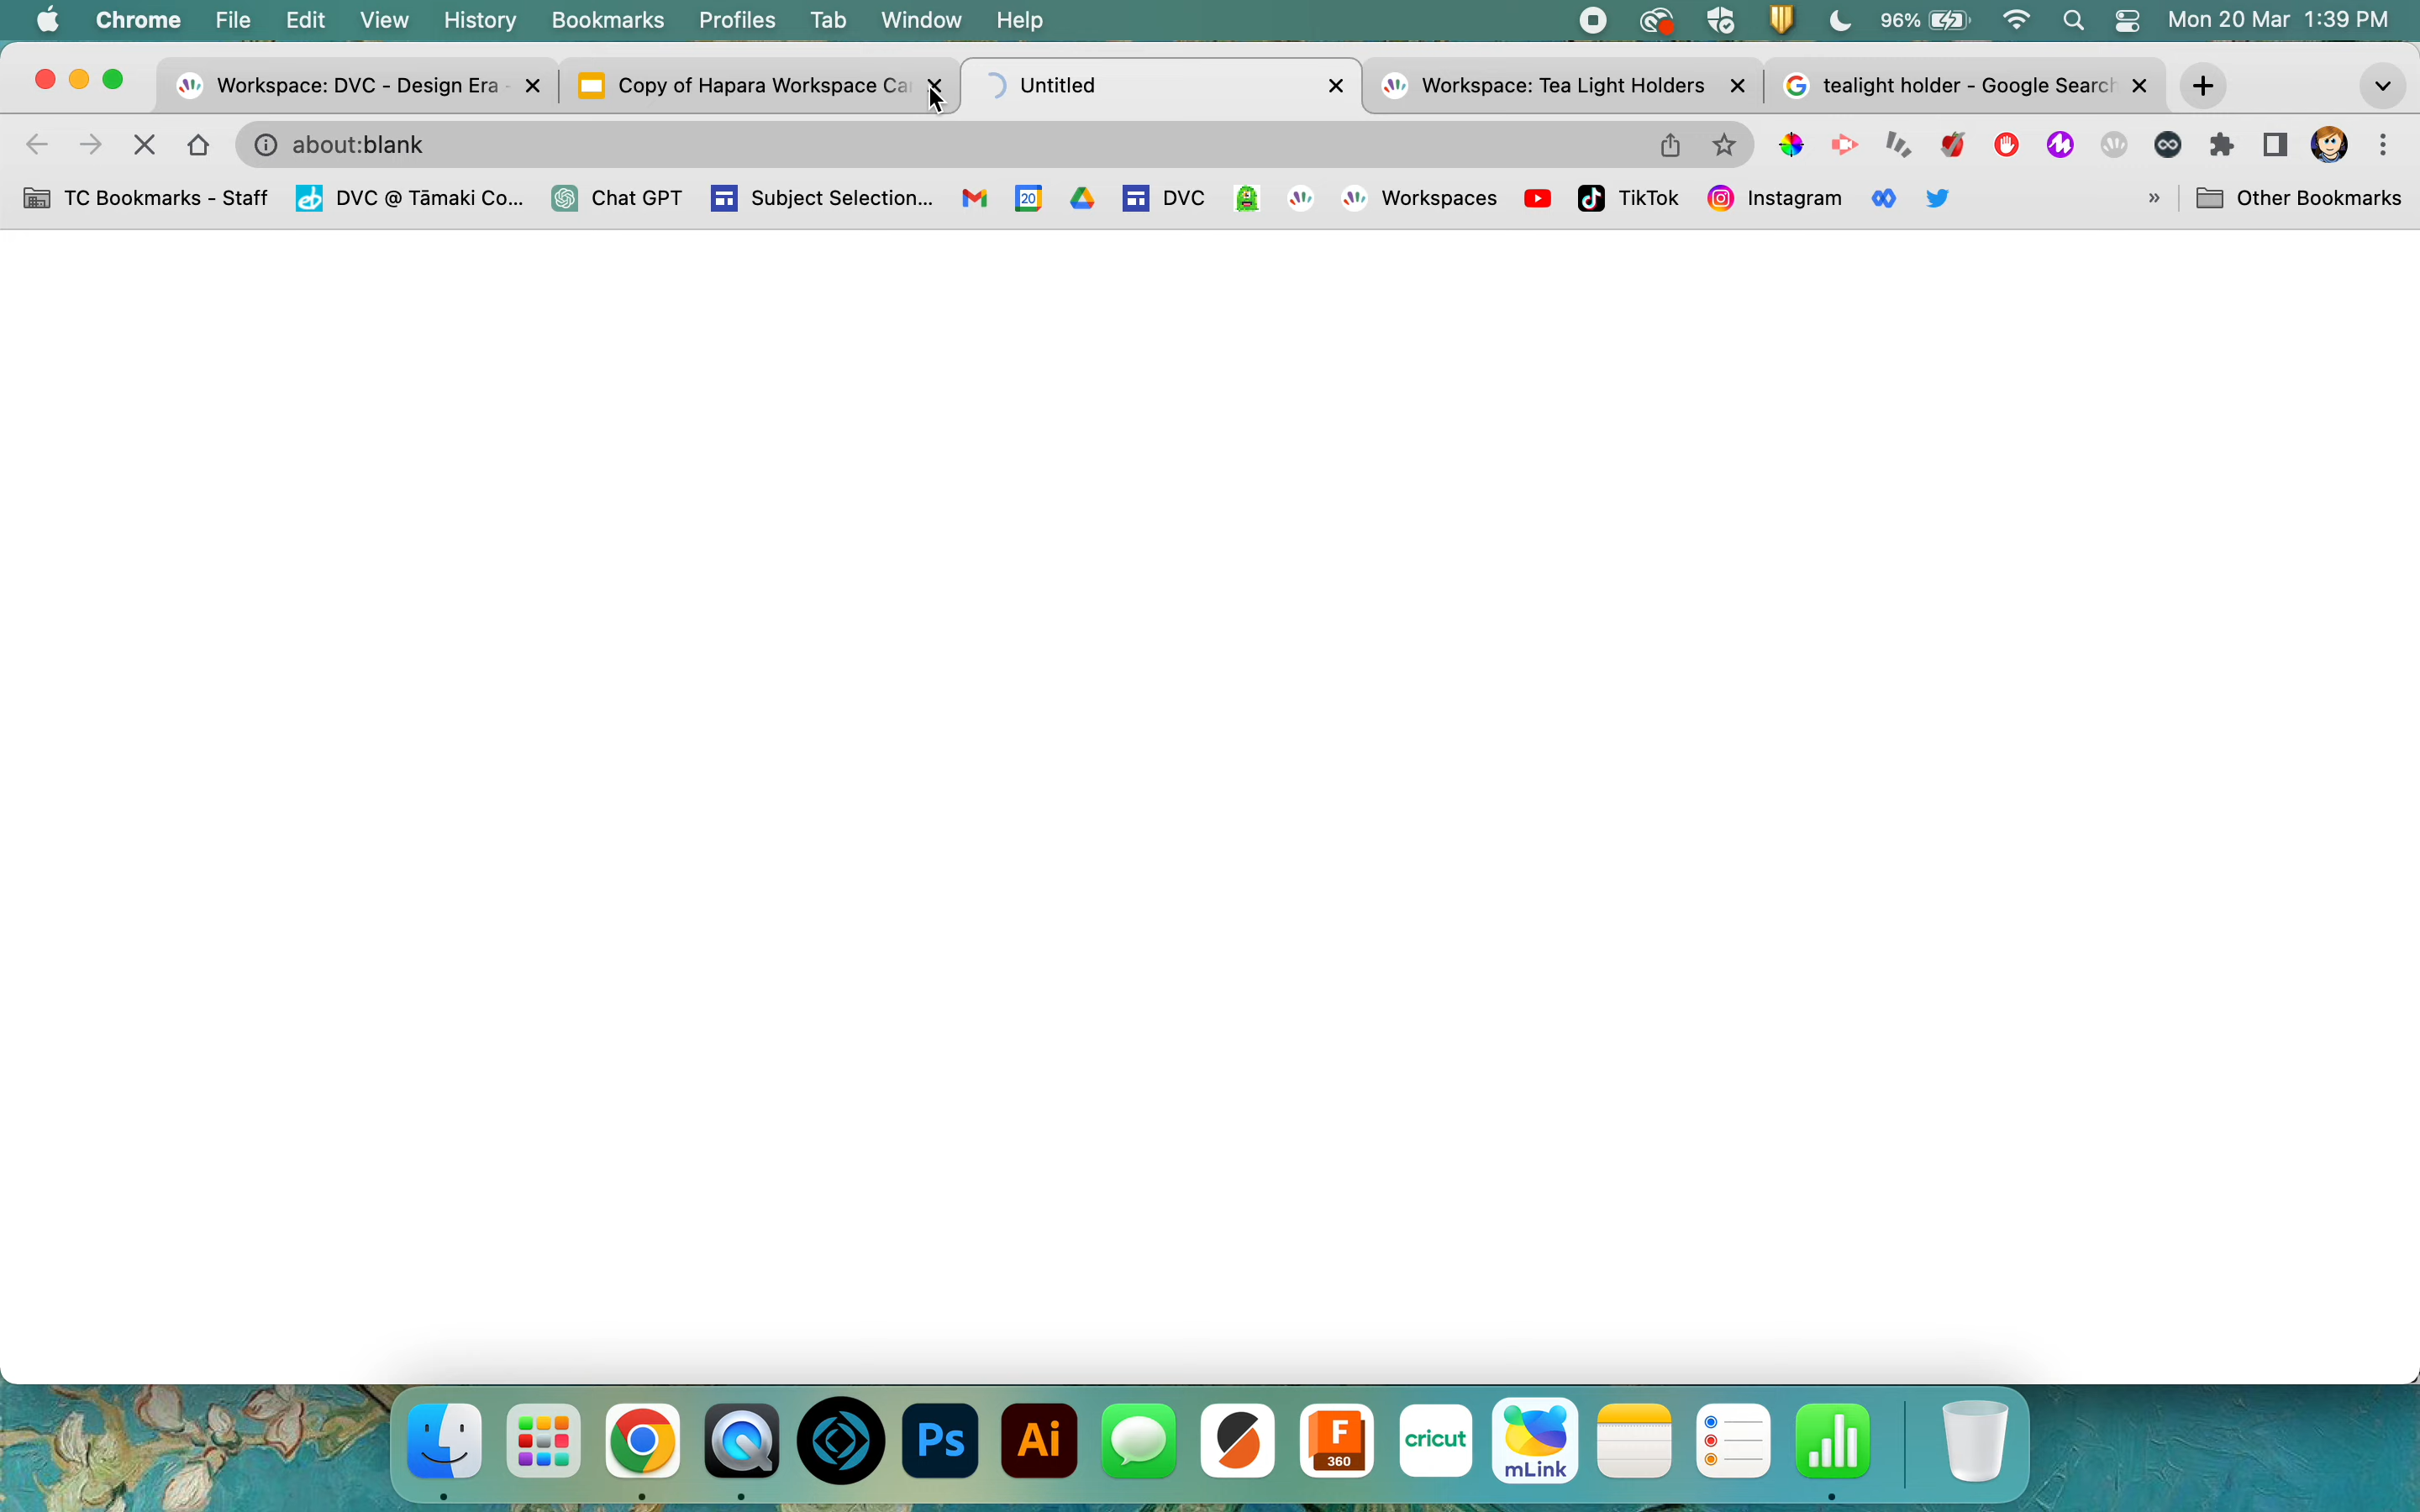 Chrome File Edit View History Bookmarks Profiles Tab Window Help 96% Mon 20 Mar 1:39 PM
Workspace: DVC - Design Era - Copy of Hapara Workspace Ca Untitled Workspace: Tea Light Holders tealight holder - Google Search
about:blank
TC Bookmarks - Staff DVC @ Tāmaki Co... Chat GPT Subject Selection... 20 DVC Workspaces TikTok Instagram » Other Bookmarks
Ps Ai F 360 cricut mLink